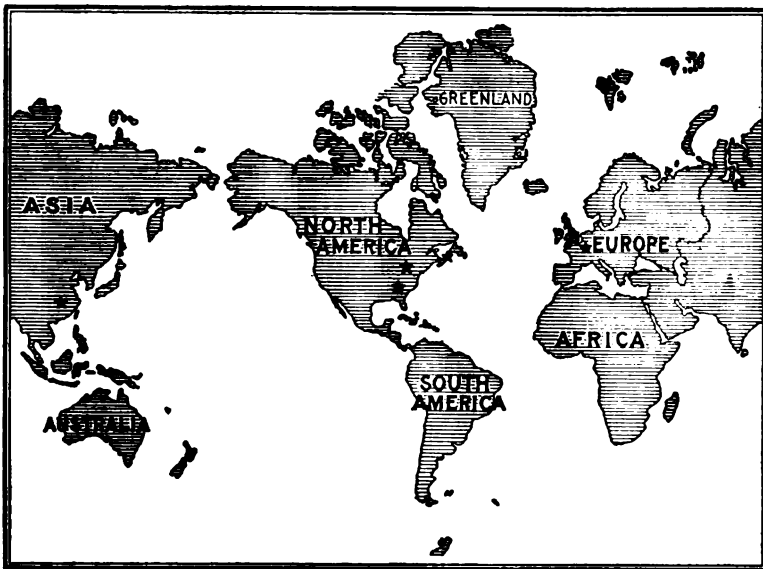 GREENLAND
ASIA
NORTH
AMERICA
EUROPE
AFRICA
SOUTH
AMERICA
AUSTRALIA